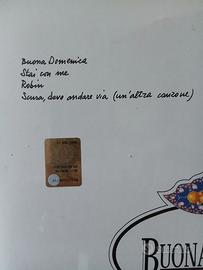 Buona Domenica
Stai con me
Robin
Scusa, devo andare via (un'altra canzone)
BUONA